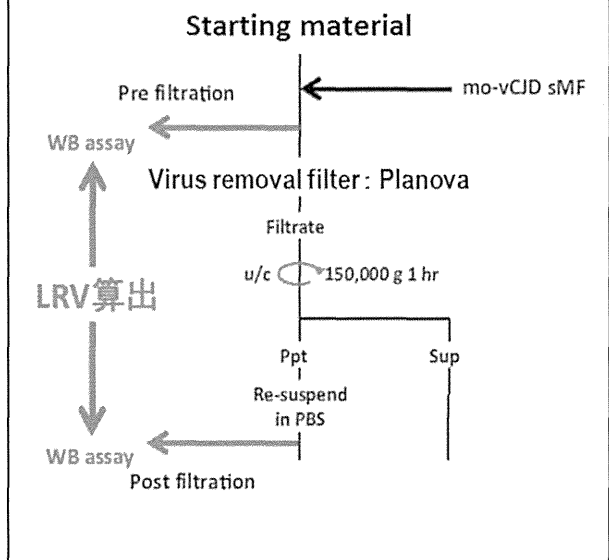 Starting material
mo-vCJD sMF
Pre filtration
WB assay
Virus removal filter: Planova
Filtrate
u/c 150,000 g 1 hr
LRV算出
Ppt Sup
Re-suspend
in PBS
WB assay
Post filtration